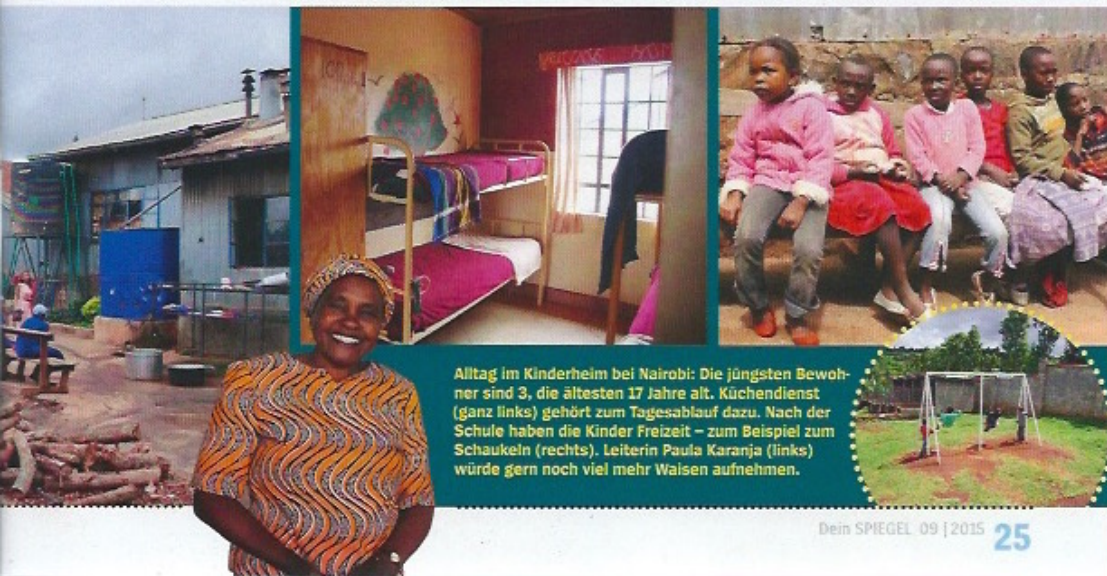 Alltag im Kinderheim bei Nairobi: Die jüngsten Bewoh-
ner sind 3, die ältesten 17 Jahre alt. Küchendienst
(ganz links) gehört zum Tagesablauf dazu. Nach der
Schule haben die Kinder Freizeit – zum Beispiel zum
Schaukeln (rechts). Leiterin Paula Karanja (links)
würde gern noch viel mehr Waisen aufnehmen.
Dein SPIEGEL 09 | 2015 25